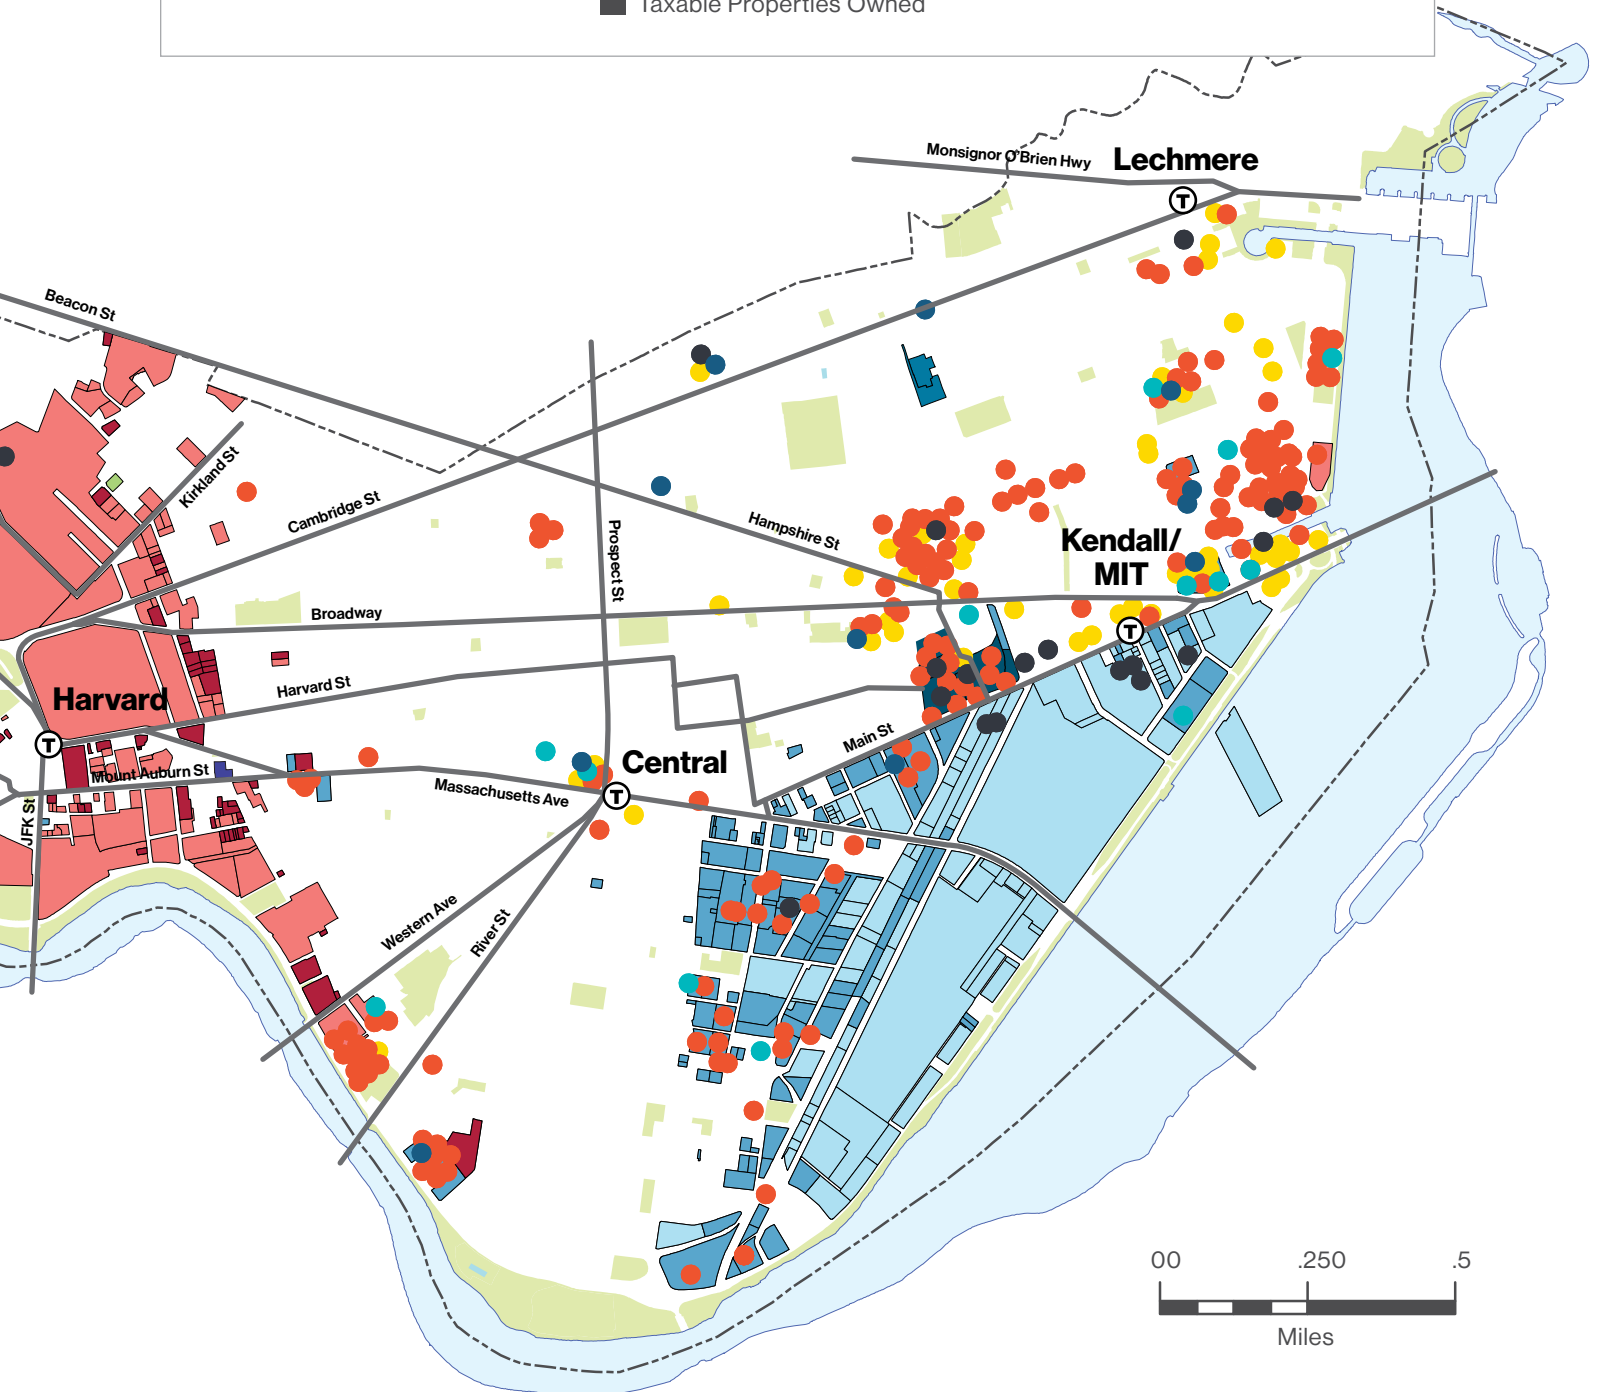 Taxable Properties Owned
Monsignor O'Brien Hwy
Lechmere
T
Beacon St
Kirkland St
Cambridge St
Prospect St
Hampshire St
Kendall/
MIT
T
Broadway
Harvard St
Harvard
T
Mount Auburn St
JFK St
Massachusetts Ave
Central
T
Main St
Western Ave
River St
00 .250 .5
Miles